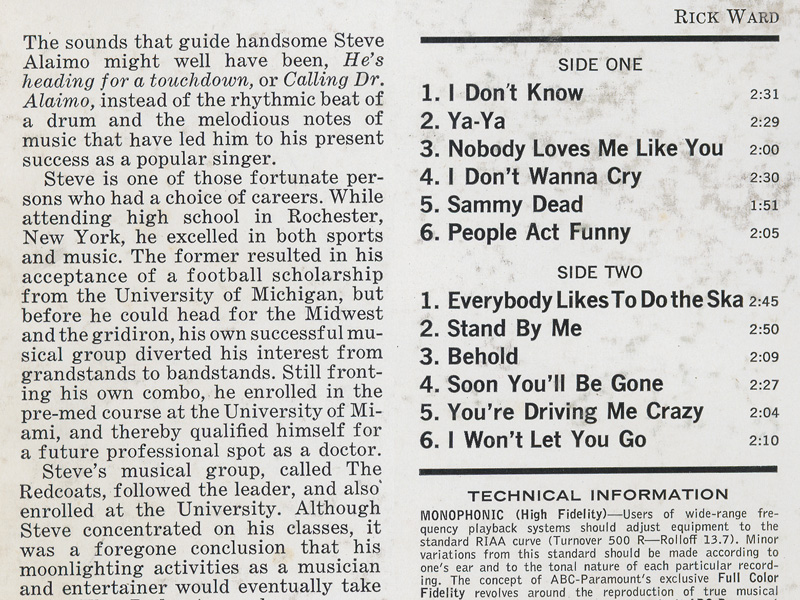 The sounds that guide handsome Steve
Alaimo might well have been, He's
heading for a touchdown, or Calling Dr.
Alaimo, instead of the rhythmic beat of
a drum and the melodious notes of
music that have led him to his present
success as a popular singer.
Steve is one of those fortunate per-
sons who had a choice of careers. While
attending high school in Rochester,
New York, he excelled in both sports
and music. The former resulted in his
acceptance of a football scholarship
from the University of Michigan, but
before he could head for the Midwest
and the gridiron, his own successful mu-
sical group diverted his interest from
grandstands to bandstands. Still front-
ing his own combo, he enrolled in the
pre-med course at the University of Mi-
ami, and thereby qualified himself for
a future professional spot as a doctor.
Steve's musical group, called The
Redcoats, followed the leader, and also
enrolled at the University. Although
Steve concentrated on his classes, it
was a foregone conclusion that his
moonlighting activities as a musician
and entertainer would eventually take
RICK WARD
SIDE ONE
1. I Don't Know 2:31
2. Ya-Ya 2:29
3. Nobody Loves Me Like You 2:00
4. I Don't Wanna Cry 2:30
5. Sammy Dead 1:51
6. People Act Funny 2:05
SIDE TWO
1. Everybody Likes To Do the Ska 2:45
2. Stand By Me 2:50
3. Behold 2:09
4. Soon You'll Be Gone 2:27
5. You're Driving Me Crazy 2:04
6. I Won't Let You Go 2:10
TECHNICAL INFORMATION
MONOPHONIC (High Fidelity)—Users of wide-range fre-
quency playback systems should adjust equipment to the
standard RIAA curve (Turnover 500 R—Rolloff 13.7). Minor
variations from this standard should be made according to
one's ear and to the tonal nature of each particular record-
ing. The concept of ABC-Paramount's exclusive Full Color
Fidelity revolves around the reproduction of true musical